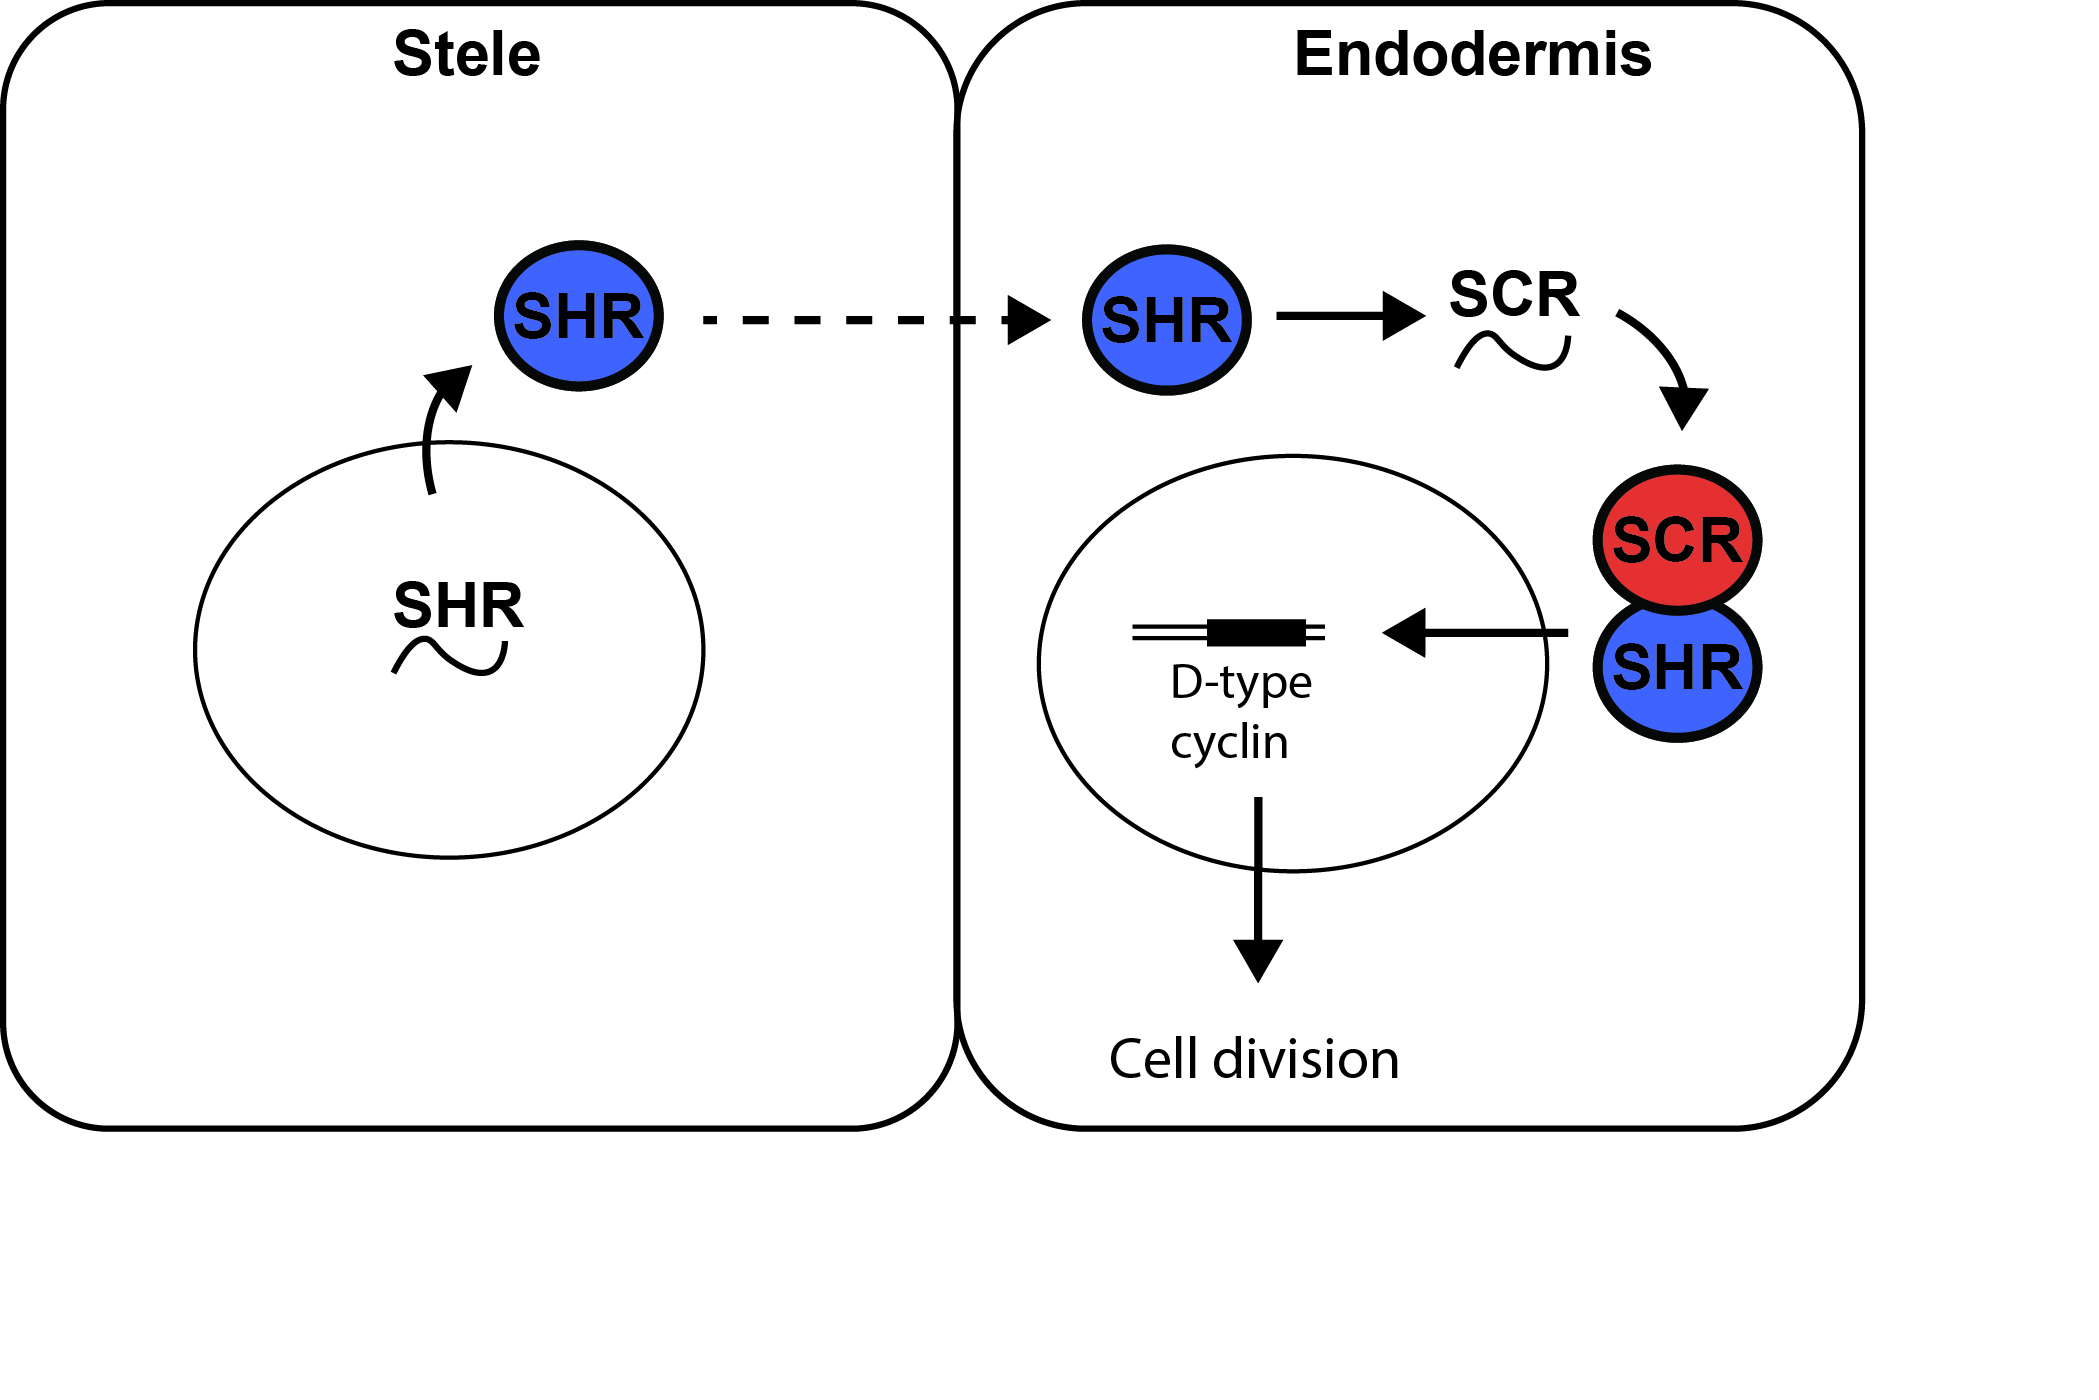 Stele
SHR
SHR
Endodermis
SHR
SCR
SCR
SHR
D-type
cyclin
Cell division